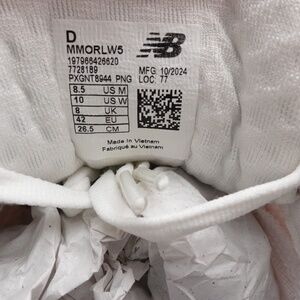 D
MMORLW5
197966426620
7728189
PXGNT8944 PNG
NB
MFG: 10/2024
LOC: 77
8.5 US M
10 US W
8 UK
42 EU
26.5 CM
Made in Vietnam
Fabriqué au Vietnam